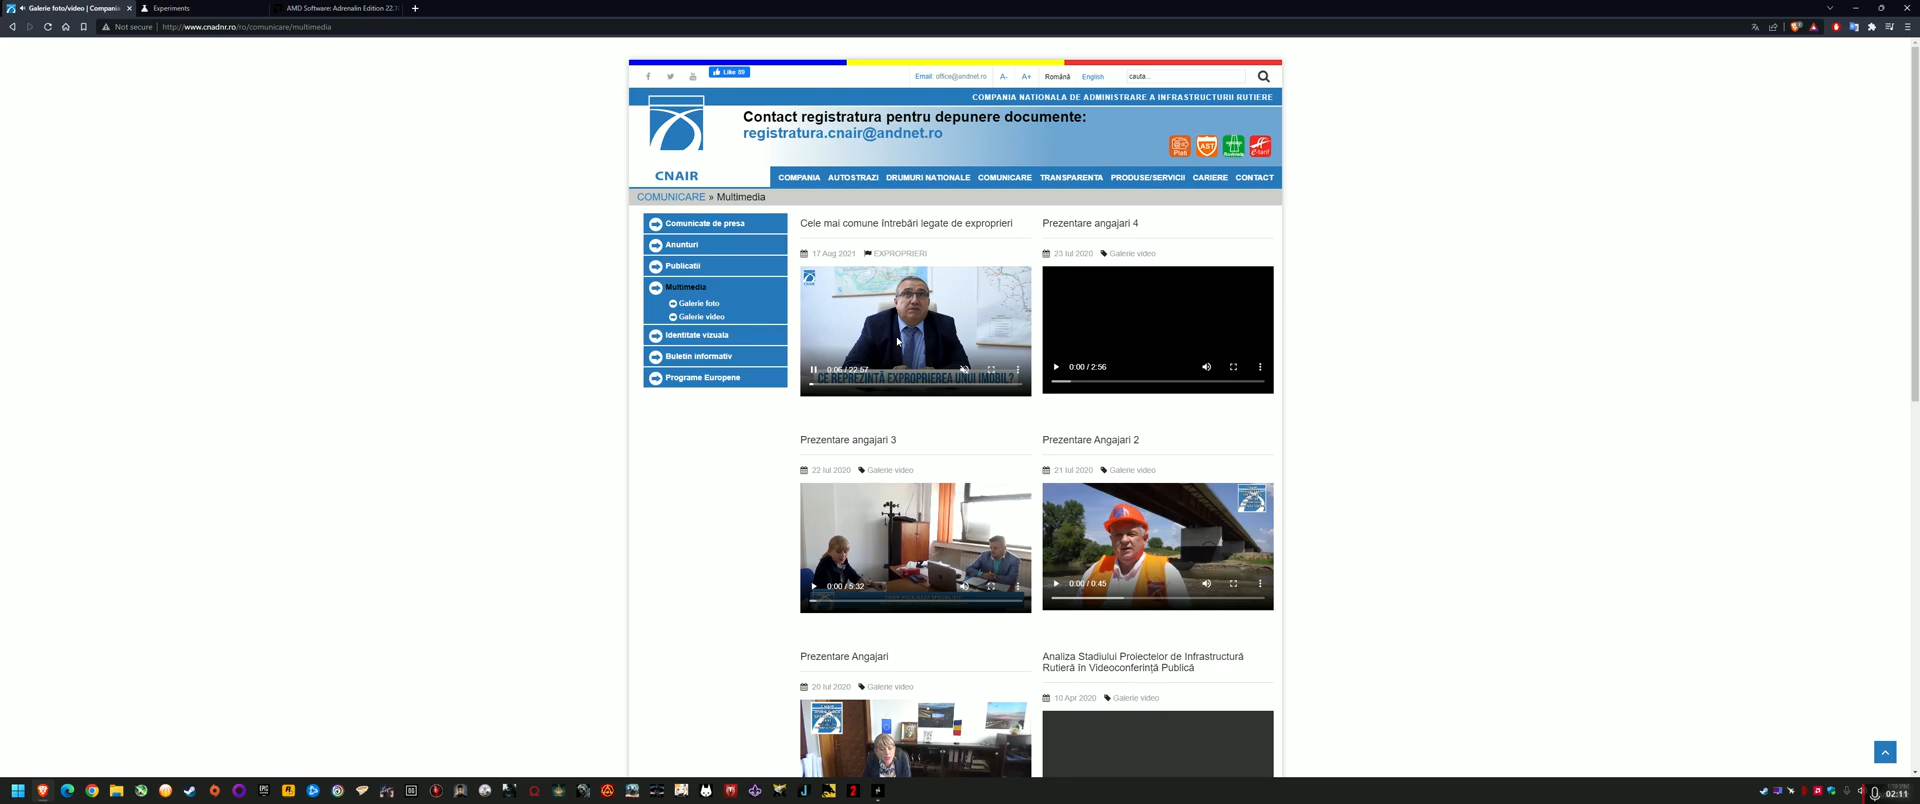 Galerie foto/video | Compania
Experiments
AMD Software: Adrenalin Edition 22.1
Not secure | http://www.cnadnr.ro/ro/comunicare/multimedia
Like 89
Email: office@andnet.ro
A-
A+
Română
English
cauta...
COMPANIA NATIONALA DE ADMINISTRARE A INFRASTRUCTURII RUTIERE
Contact registratura pentru depunere documente:
registratura.cnair@andnet.ro
Plati
AST
Rovinieta
e-tarif
CNAIR
COMPANIA AUTOSTRAZI DRUMURI NATIONALE COMUNICARE TRANSPARENTA PRODUSE/SERVICII CARIERE CONTACT
COMUNICARE » Multimedia
Comunicate de presa
Anunturi
Publicatii
Multimedia
Galerie foto
Galerie video
Identitate vizuala
Buletin informativ
Programe Europene
Cele mai comune întrebări legate de exproprieri
17 Aug 2021 EXPROPRIERI
CNAIR
0:06 / 22:57
CE REPREZINTĂ EXPROPRIEREA UNUI IMOBIL?
Prezentare angajari 4
23 Iul 2020 Galerie video
0:00 / 2:56
Prezentare angajari 3
22 Iul 2020 Galerie video
0:00 / 5:32
Prezentare Angajari 2
21 Iul 2020 Galerie video
0:00 / 0:45
Prezentare Angajari
20 Iul 2020 Galerie video
Analiza Stadiului Proiectelor de Infrastructură
Rutieră în Videoconferință Publică
10 Apr 2020 Galerie video
02:11